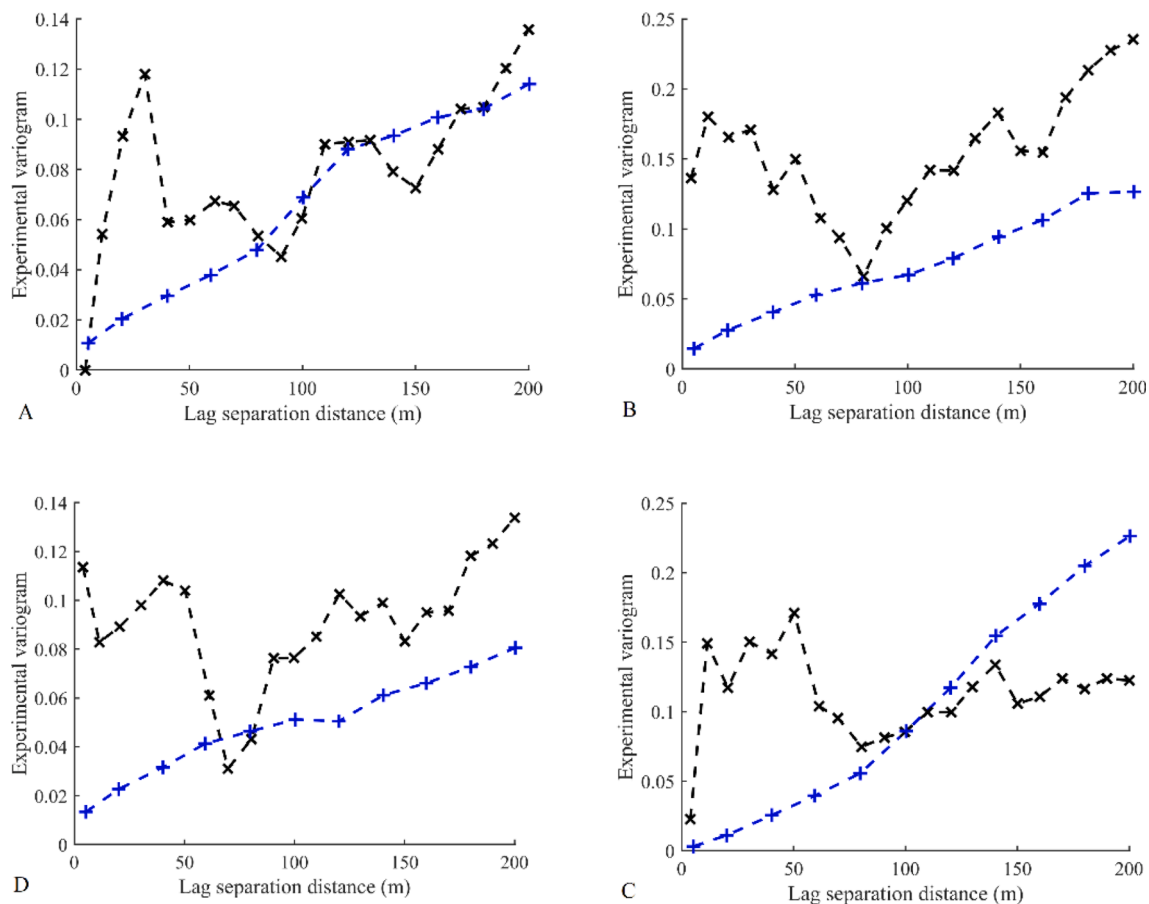 0.14
0.12
0.1
0.08
0.06
0.04
0.02
0
0 50 100 150 200
Experimental variogram
Lag separation distance (m)
A
0.25
0.2
0.15
0.1
0.05
0
0 50 100 150 200
Experimental variogram
Lag separation distance (m)
B
0.14
0.12
0.1
0.08
0.06
0.04
0.02
0
0 50 100 150 200
Experimental variogram
Lag separation distance (m)
D
0.25
0.2
0.15
0.1
0.05
0
0 50 100 150 200
Experimental variogram
Lag separation distance (m)
C